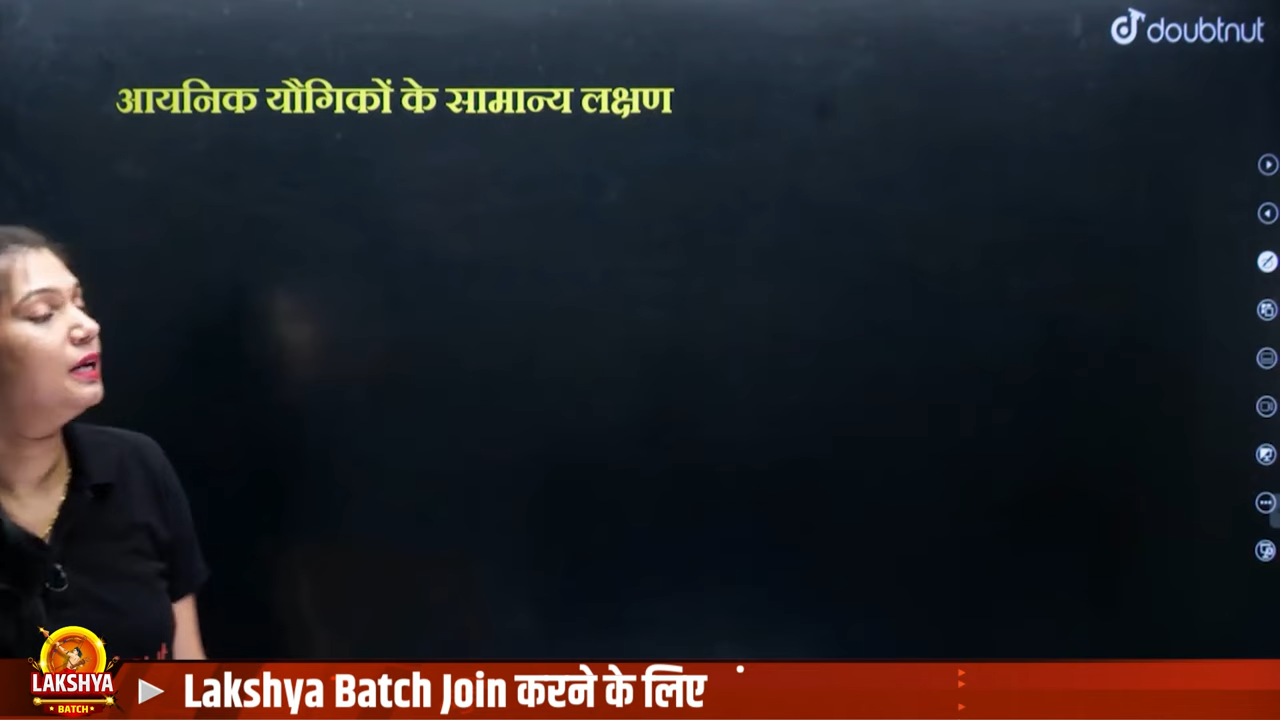 doubtnut
आयनिक यौगिकों के सामान्य लक्षण
LAKSHYA
BATCH
Lakshya Batch Join करने के लिए